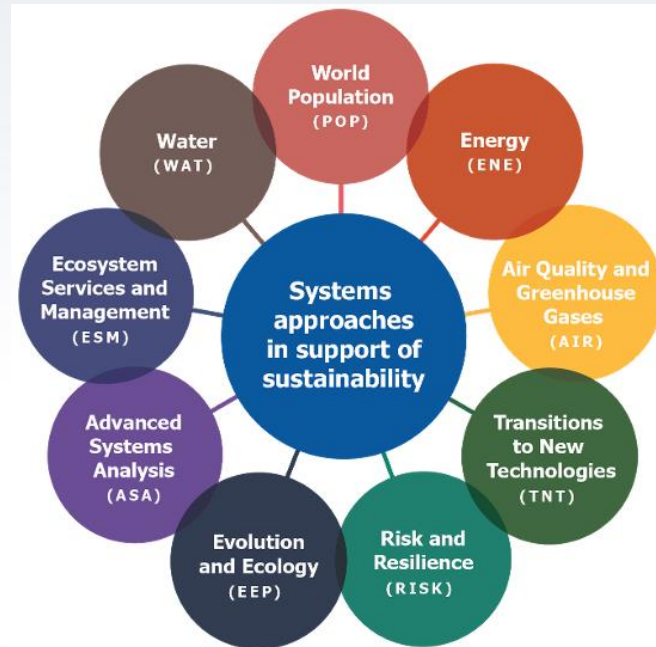 World
Population
(POP)
Energy
(ENE)
Air Quality and
Greenhouse
Gases
(AIR)
Transitions
to New
Technologies
(TNT)
Risk and
Resilience
(RISK)
Evolution
and Ecology
(EEP)
Advanced
Systems
Analysis
(ASA)
Ecosystem
Services and
Management
(ESM)
Water
(WAT)
Systems
approaches
in support of
sustainability